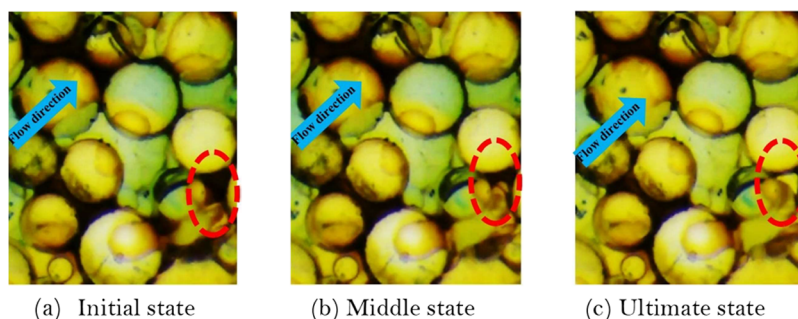 Flow direction
Flow direction
Flow direction
(a) Initial state
(b) Middle state
(c) Ultimate state